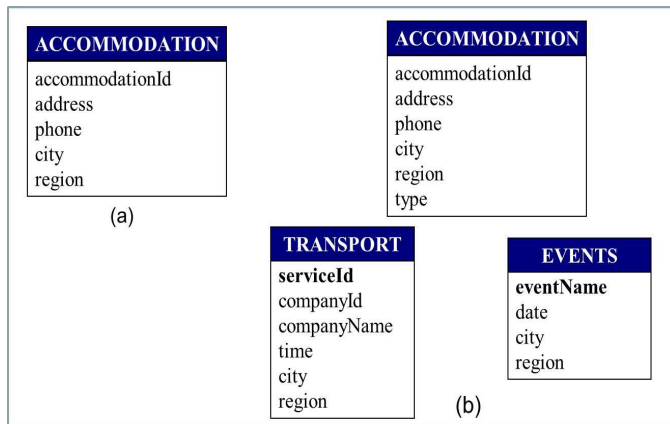 ACCOMMODATION
accommodationId
address
phone
city
region
(a)
ACCOMMODATION
accommodationId
address
phone
city
region
type
TRANSPORT
serviceId
companyId
companyName
time
city
region
EVENTS
eventName
date
city
region
(b)